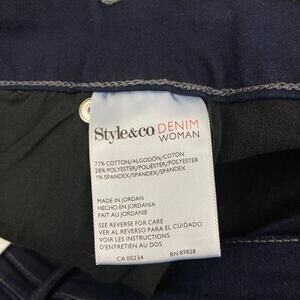 Style&co. DENIM
WOMAN
71% COTTON/ALGODÓN/COTON
28% POLYESTER/POLIÉSTER/POLYESTER
1% SPANDEX/SPANDEX/SPANDEX
MADE IN JORDAN
HECHO EN JORDANIA
FAIT AU JORDANIE
SEE REVERSE FOR CARE
VER AL REVERSO PARA EL CUIDADO
VOIR LES INSTRUCTIONS
D'ENTRETIEN AU DOS
CA 00234 RN 89828